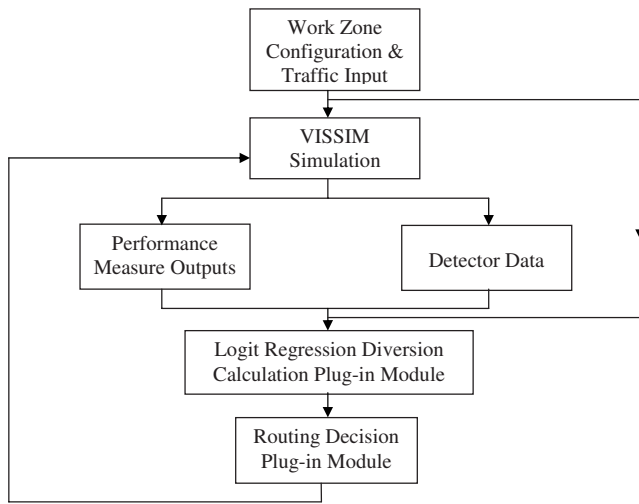 Work Zone
Configuration &
Traffic Input
VISSIM
Simulation
Performance
Measure Outputs
Detector Data
Logit Regression Diversion
Calculation Plug-in Module
Routing Decision
Plug-in Module